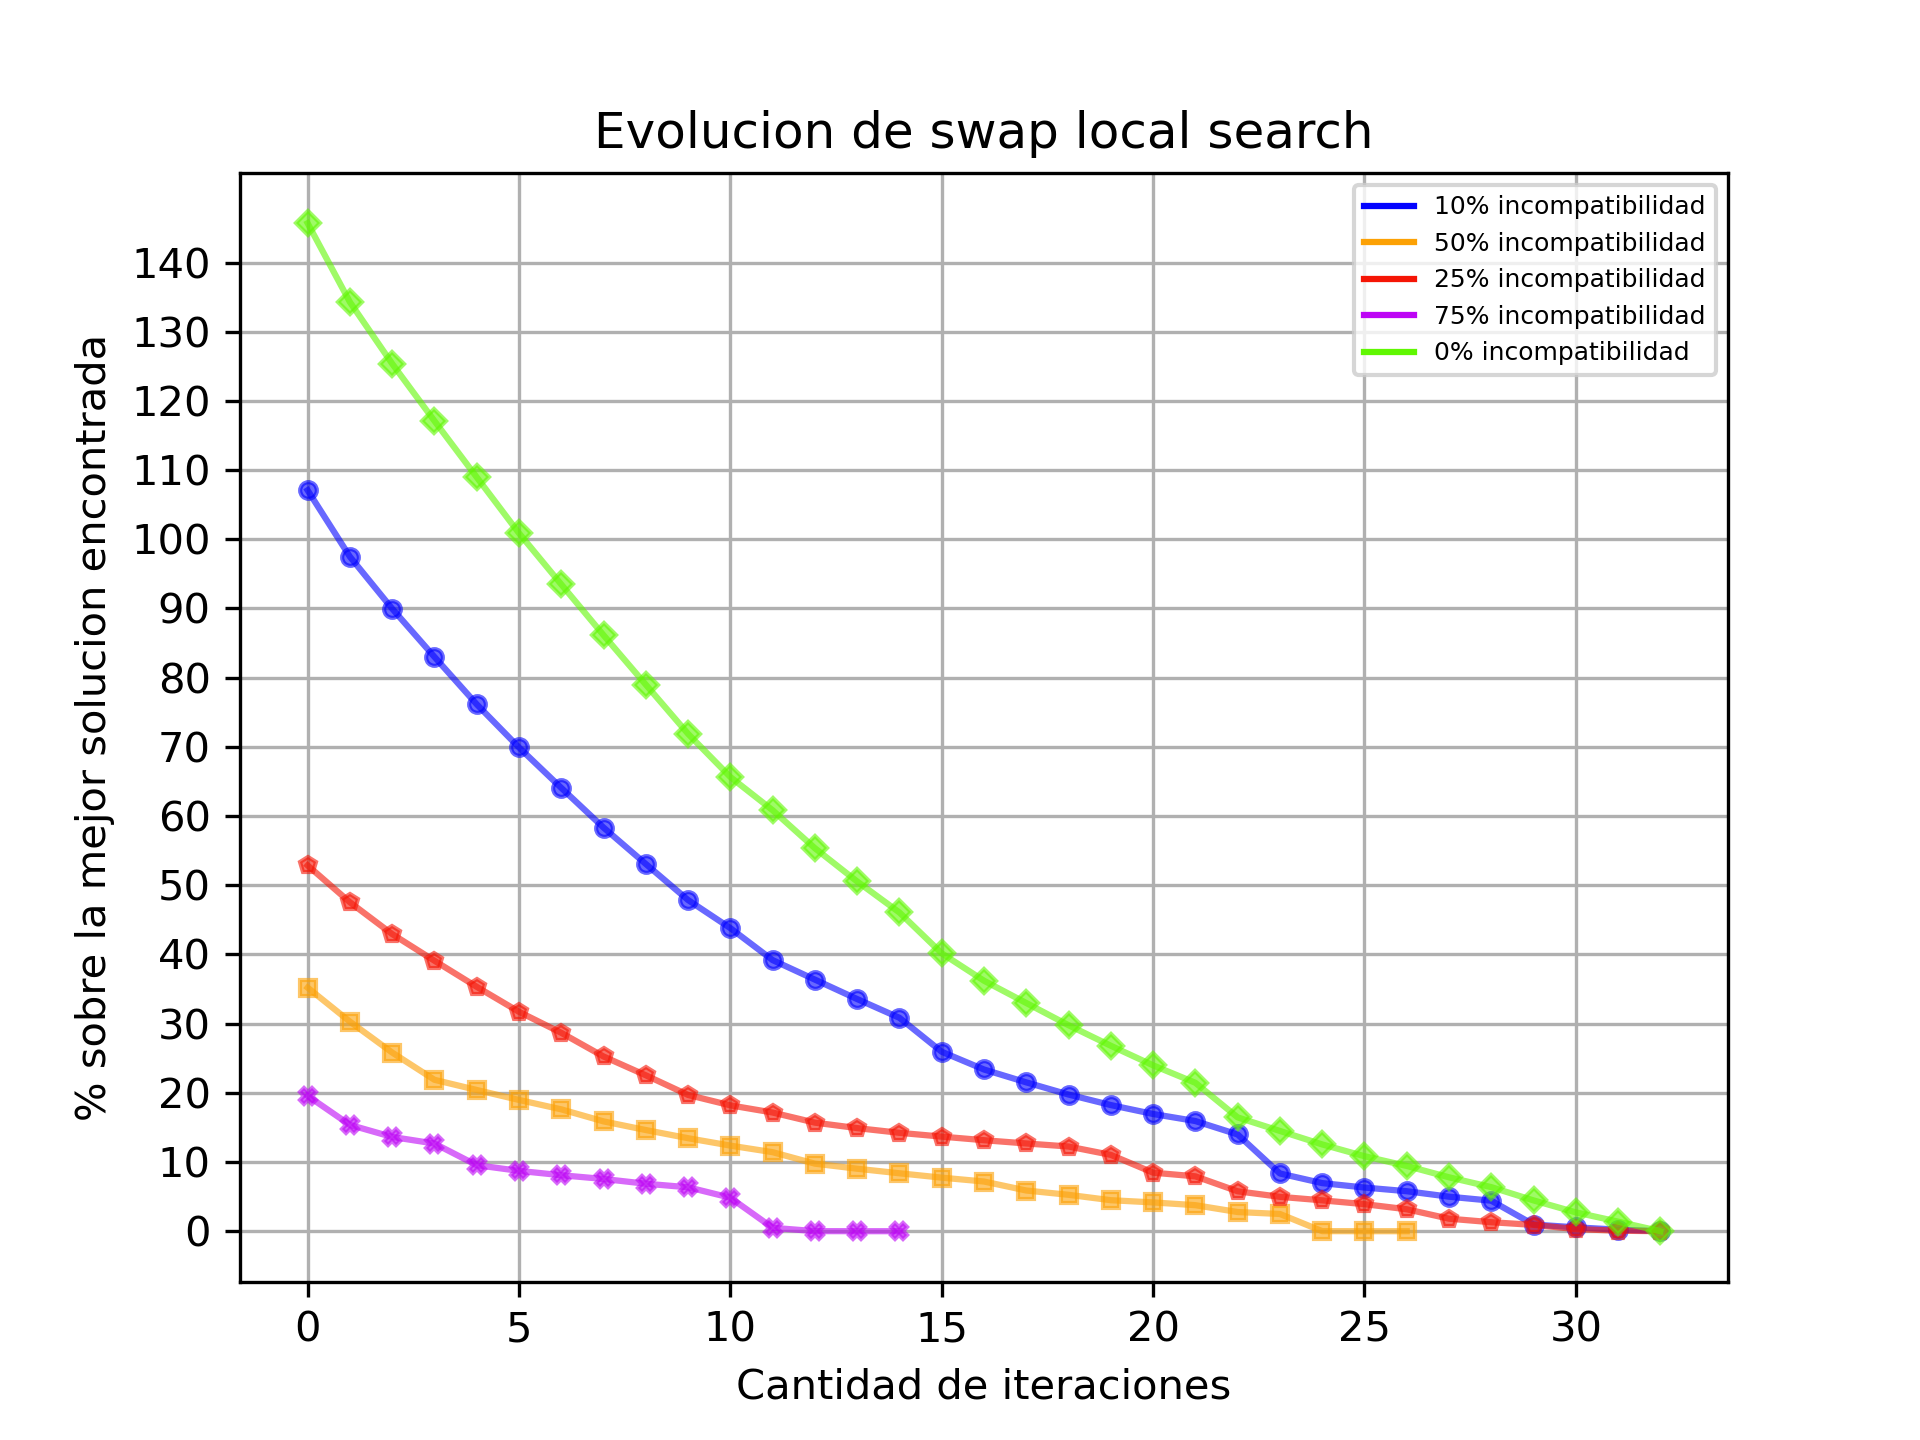 Evolucion de swap local search
10% incompatibilidad
50% incompatibilidad
25% incompatibilidad
75% incompatibilidad
0% incompatibilidad
% sobre la mejor solucion encontrada
140
130
120
110
100
90
80
70
60
50
40
30
20
10
0
0 5 10 15 20 25 30
Cantidad de iteraciones